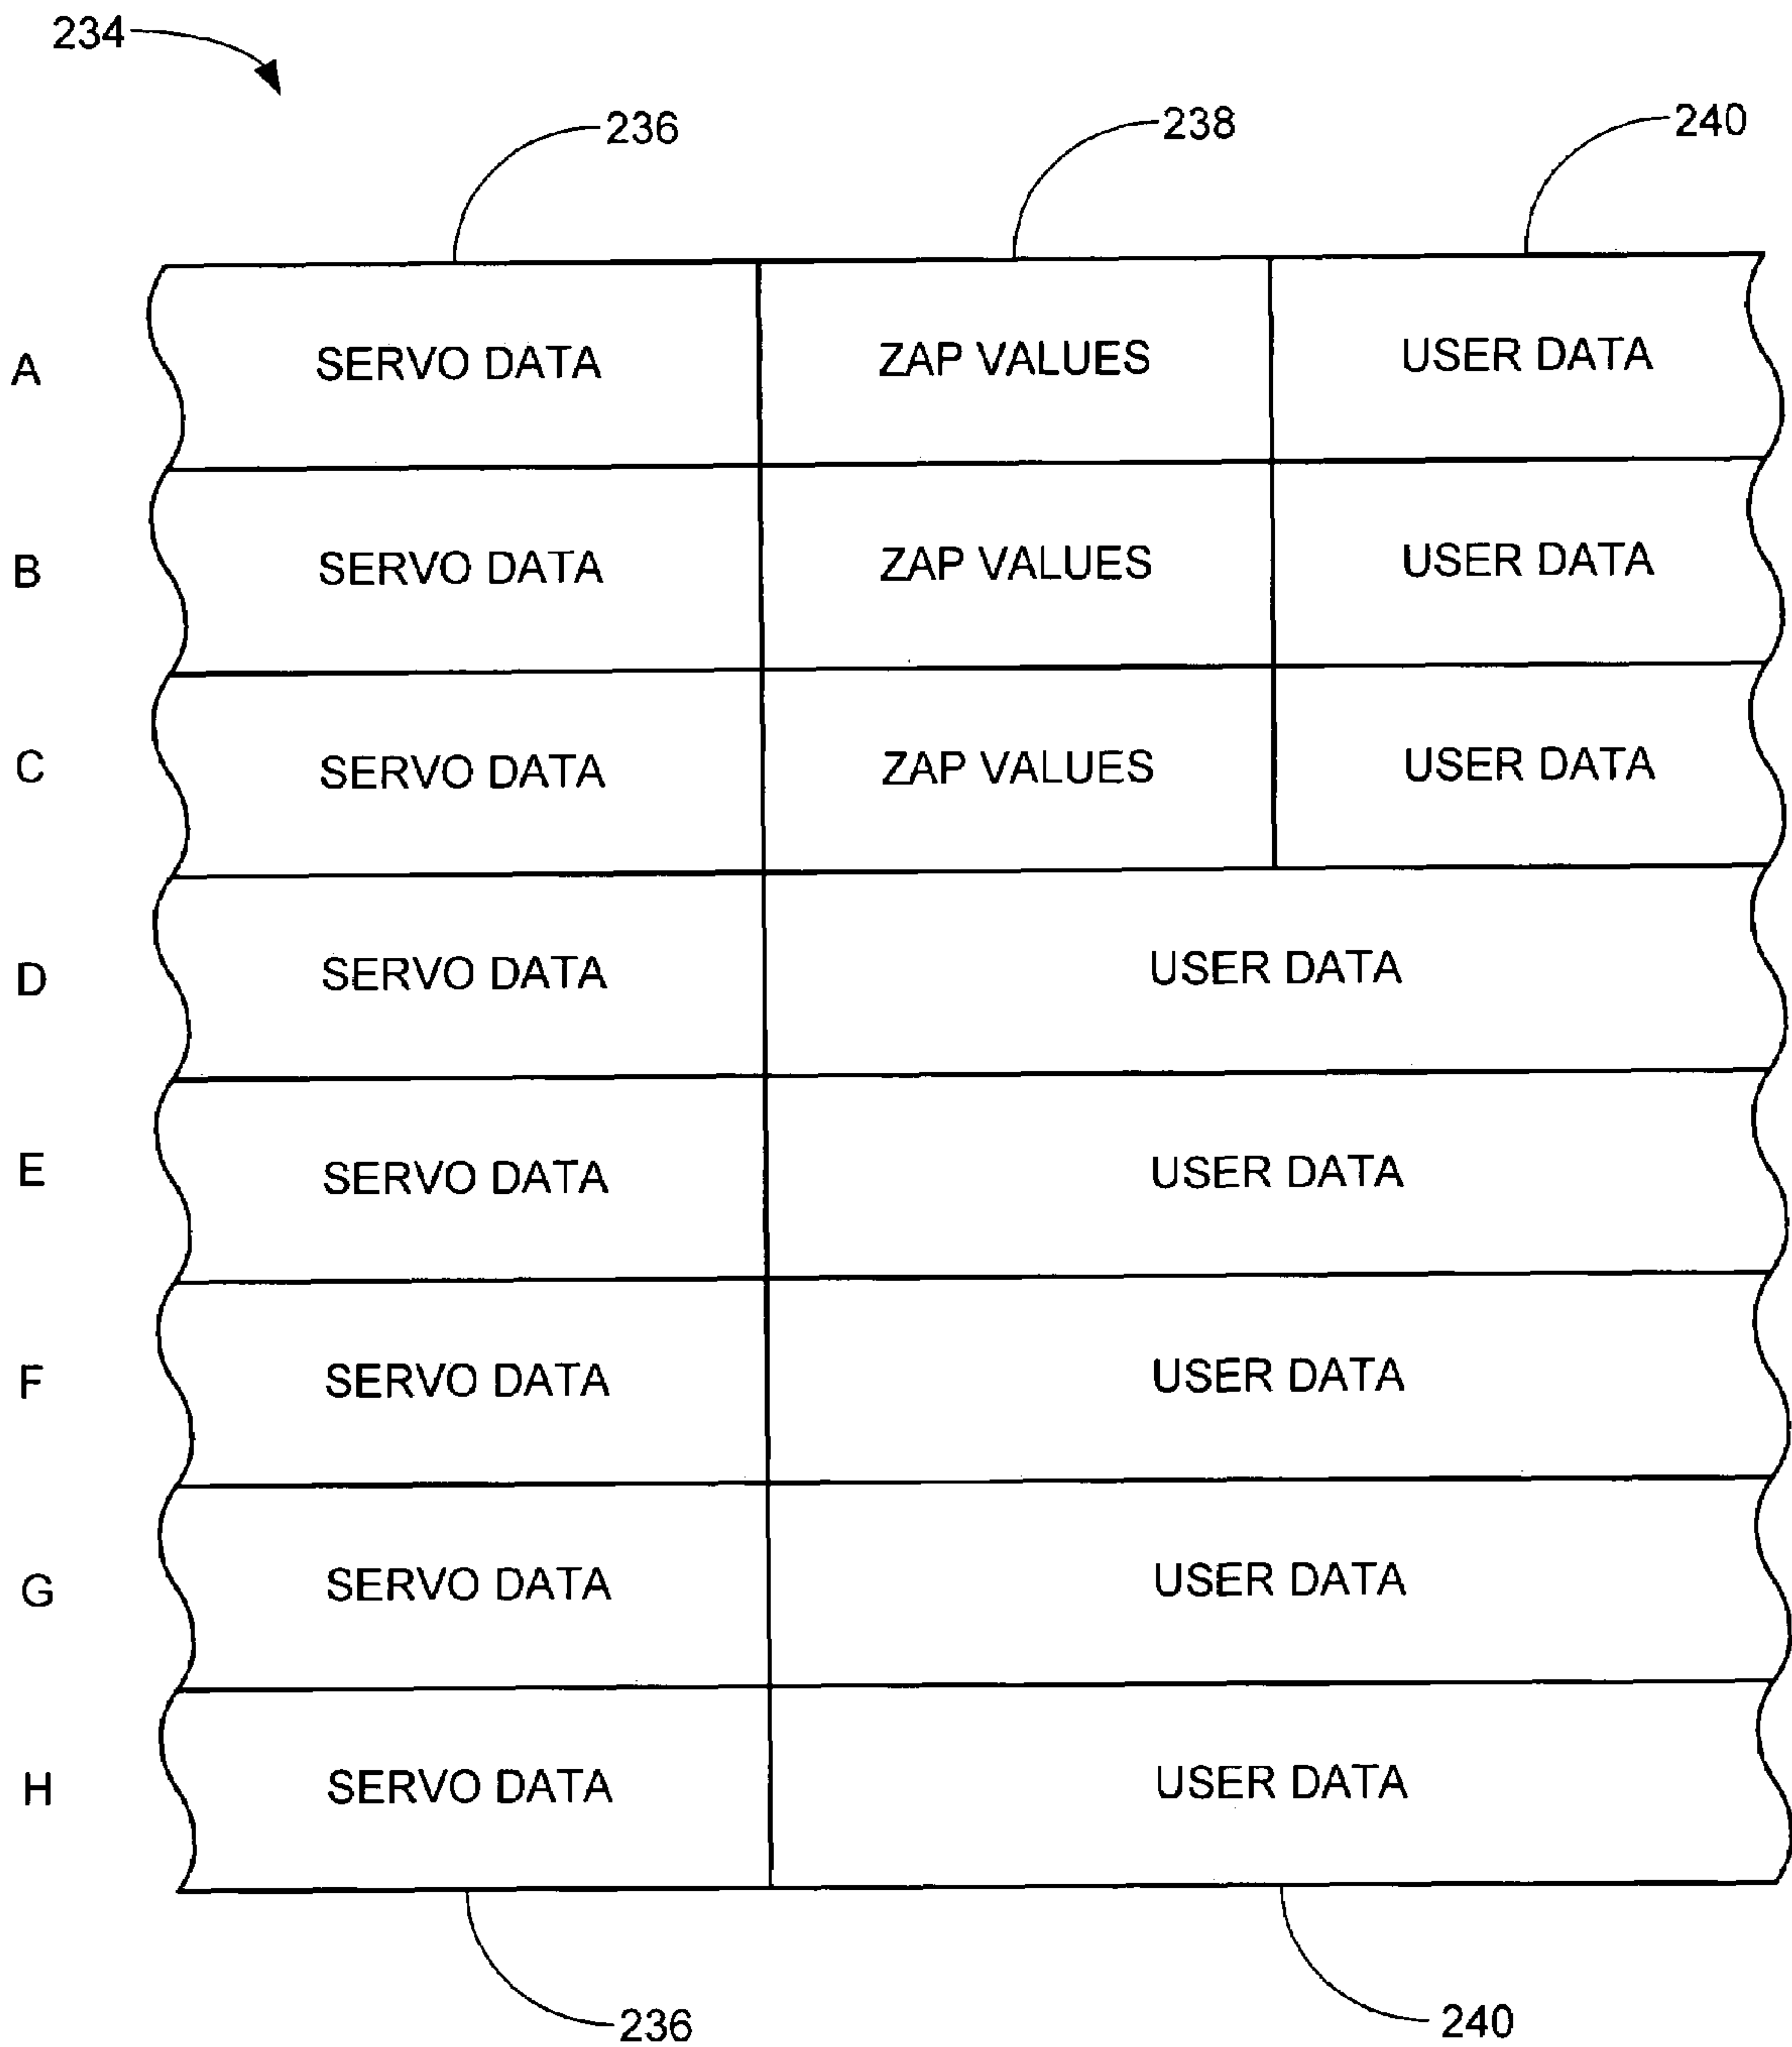 234
236 238 240
A SERVO DATA ZAP VALUES USER DATA
B SERVO DATA ZAP VALUES USER DATA
C SERVO DATA ZAP VALUES USER DATA
D SERVO DATA USER DATA
E SERVO DATA USER DATA
F SERVO DATA USER DATA
G SERVO DATA USER DATA
H SERVO DATA USER DATA
236 240